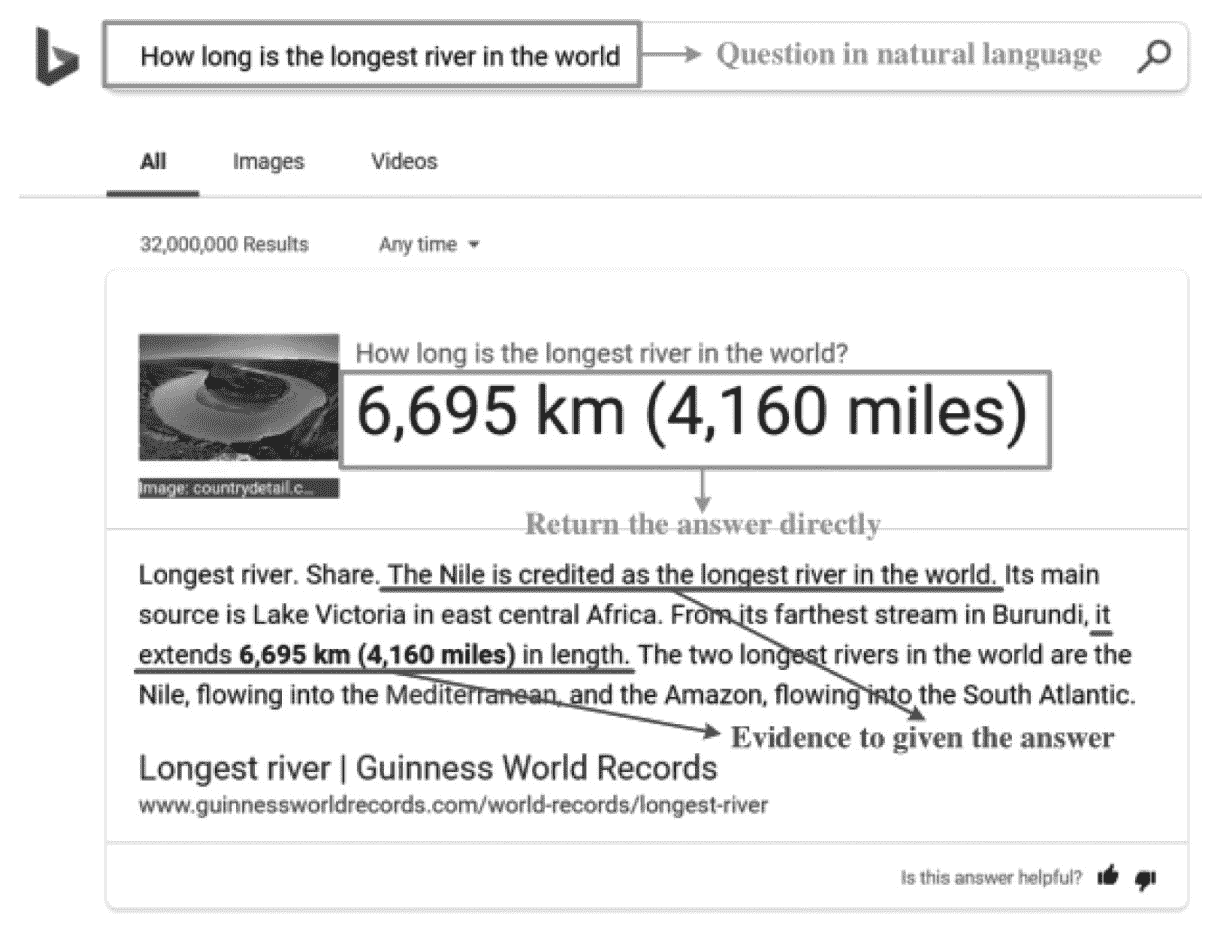 How long is the longest river in the world
Question in natural language
All Images Videos
32,000,000 Results Any time
How long is the longest river in the world?
6,695 km (4,160 miles)
Image: countrydetail.c...
Return the answer directly
Longest river. Share. The Nile is credited as the longest river in the world. Its main
source is Lake Victoria in east central Africa. From its farthest stream in Burundi, it
extends 6,695 km (4,160 miles) in length. The two longest rivers in the world are the
Nile, flowing into the Mediterranean, and the Amazon, flowing into the South Atlantic.
Evidence to given the answer
Longest river | Guinness World Records
www.guinnessworldrecords.com/world-records/longest-river
Is this answer helpful?